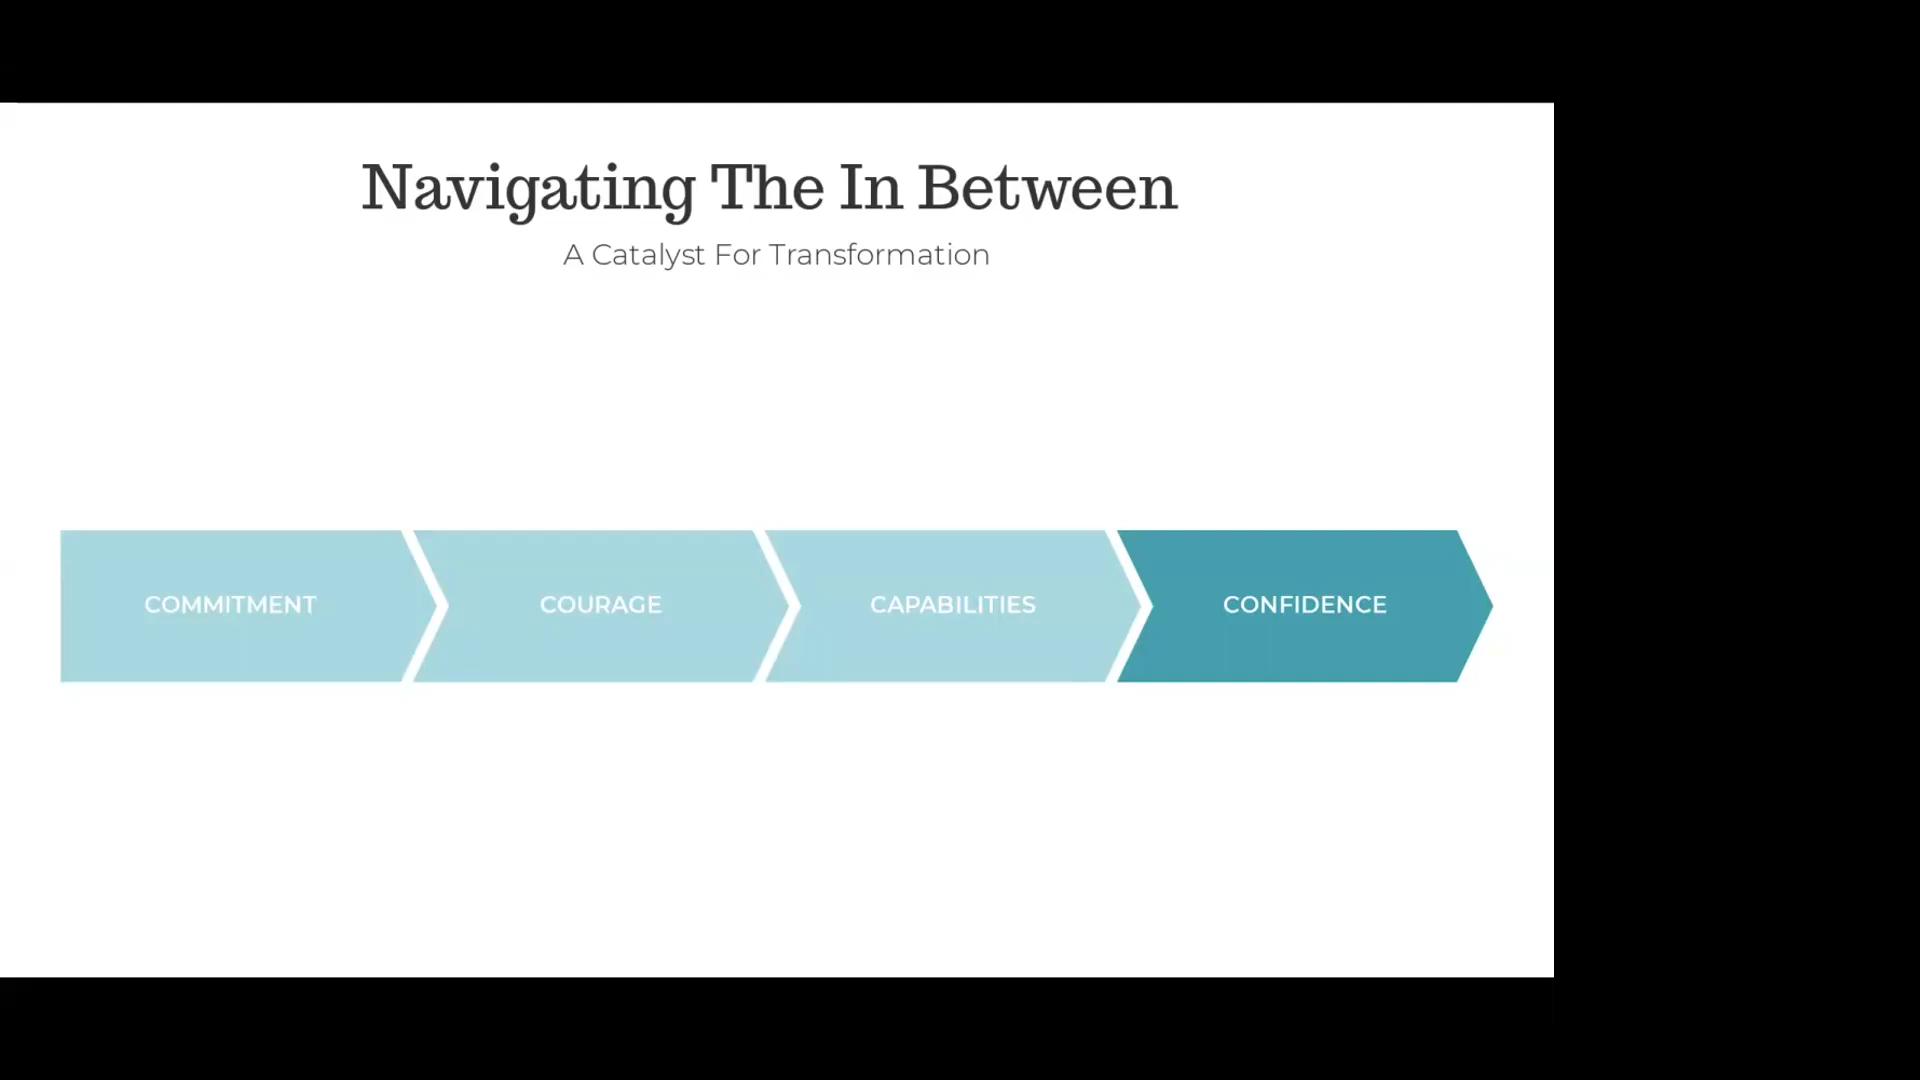 Navigating The In Between
A Catalyst For Transformation
COMMITMENT
COURAGE
CAPABILITIES
CONFIDENCE